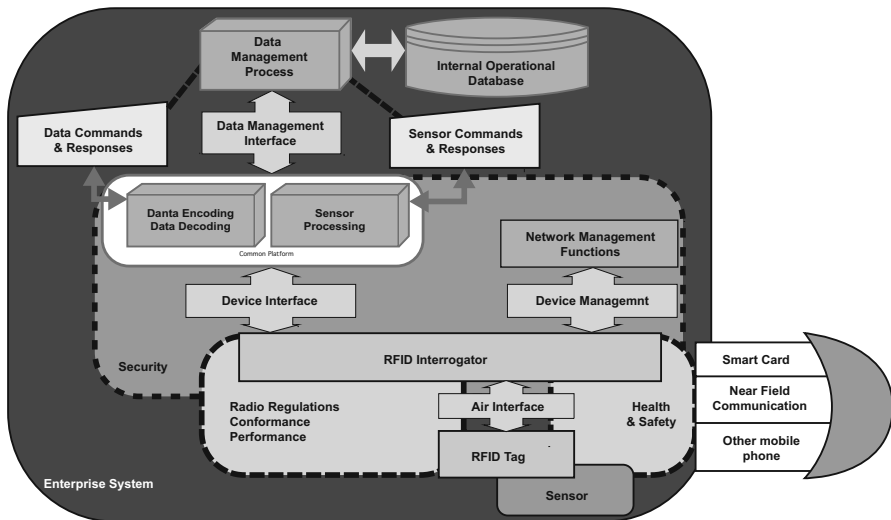 Data
Management
Process
Internal Operational
Database
Data Commands
& Responses
Data Management
Interface
Sensor Commands
& Responses
Danta Encoding
Data Decoding
Sensor
Processing
Common Platform
Network Management
Functions
Device Interface
Device Managemnt
Security
RFID Interrogator
Smart Card
Near Field
Communication
Other mobile
phone
Radio Regulations
Conformance
Performance
Air Interface
Health
& Safety
RFID Tag
Sensor
Enterprise System